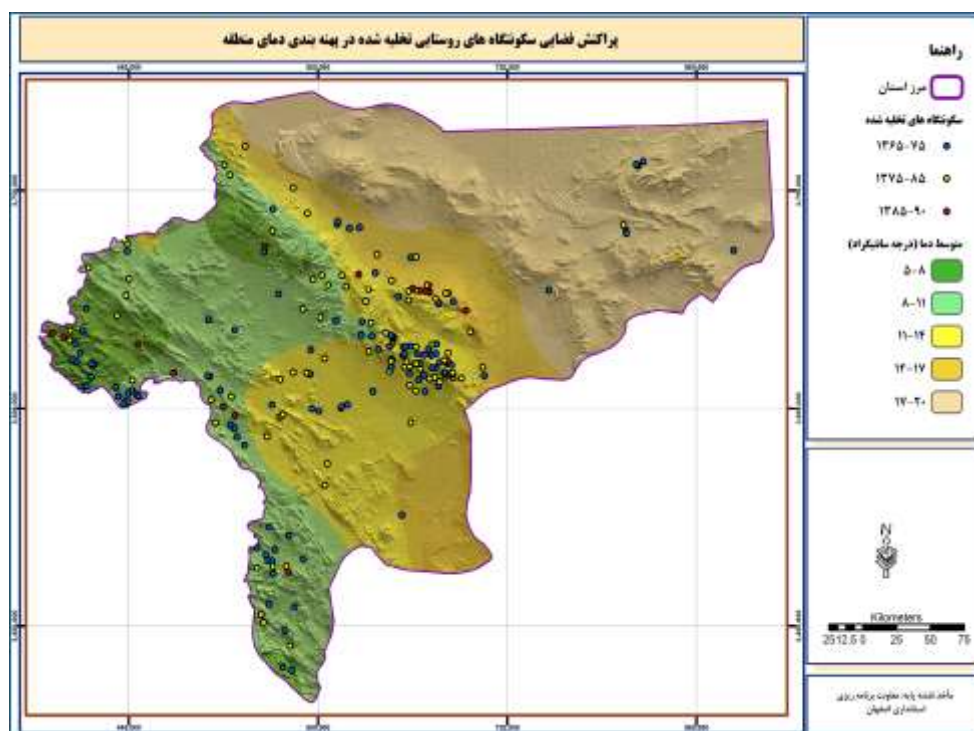 پراکنش فضایی سکونتگاه های روستایی تخلیه شده در پهنه بندی دمای منطقه
راهنما
مرز استان
سکونتگاه های تخلیه شده
۱۳۶۵-۷۵
۱۳۷۵-۸۵
۱۳۸۵-۹۰
متوسط دما (درجه سانتیگراد)
۵-۸
۸-۱۱
۱۱-۱۴
۱۴-۱۷
۱۷-۲۰
N
Kilometers
25 12.5 0 25 50 75
مأخذ نقشه پایه: معاونت برنامه ریزی
استانداری اصفهان